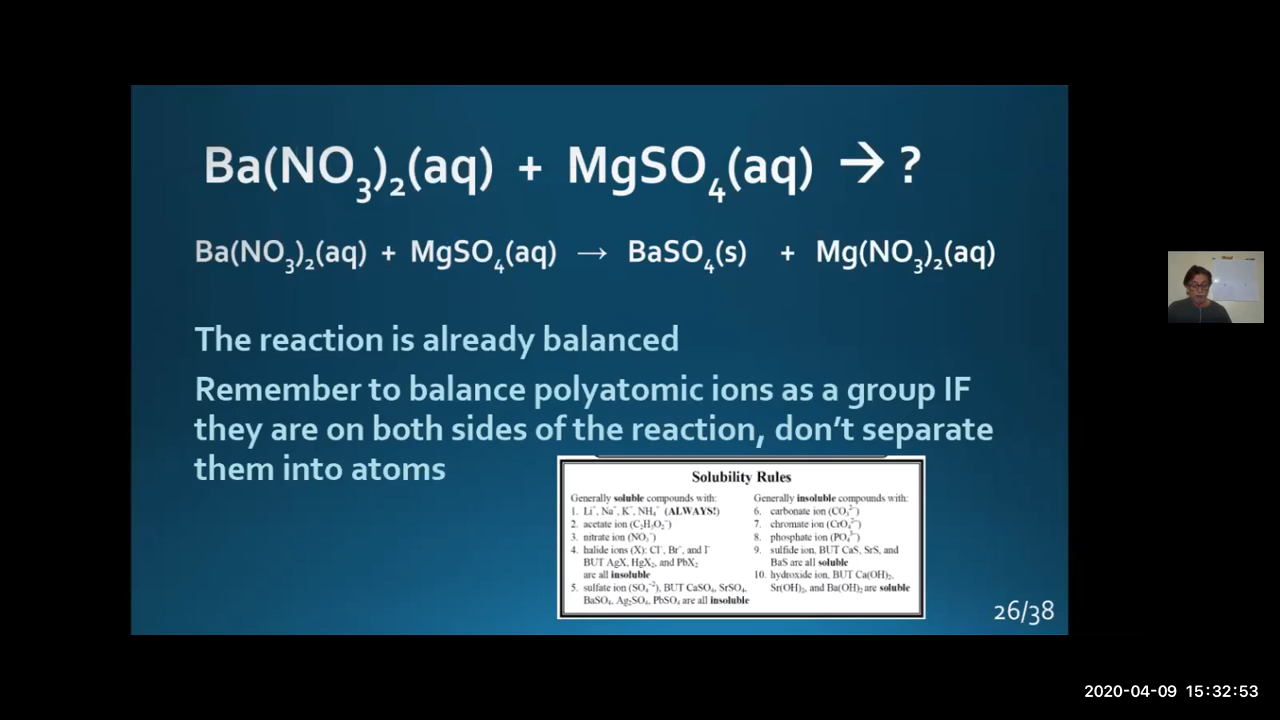 Ba(NO₃)₂(aq) + MgSO₄(aq) → ?
Ba(NO₃)₂(aq) + MgSO₄(aq) → BaSO₄(s) + Mg(NO₃)₂(aq)
The reaction is already balanced
Remember to balance polyatomic ions as a group IF
they are on both sides of the reaction, don't separate
them into atoms
Solubility Rules
Generally soluble compounds with:
1. Li⁺, Na⁺, K⁺, NH₄⁺ (ALWAYS!)
2. acetate ion (C₂H₃O₂⁻)
3. nitrate ion (NO₃⁻)
4. halide ions (X): Cl⁻, Br⁻, and I⁻
BUT AgX, HgX₂, and PbX₂
are all insoluble
5. sulfate ion (SO₄⁻²), BUT CaSO₄, SrSO₄,
BaSO₄, Ag₂SO₄, PbSO₄ are all insoluble
Generally insoluble compounds with:
6. carbonate ion (CO₃²⁻)
7. chromate ion (CrO₄²⁻)
8. phosphate ion (PO₄³⁻)
9. sulfide ion, BUT CaS, SrS, and
BaS are all soluble
10. hydroxide ion, BUT Ca(OH)₂,
Sr(OH)₂, and Ba(OH)₂ are soluble
26/38
2020-04-09 15:32:53